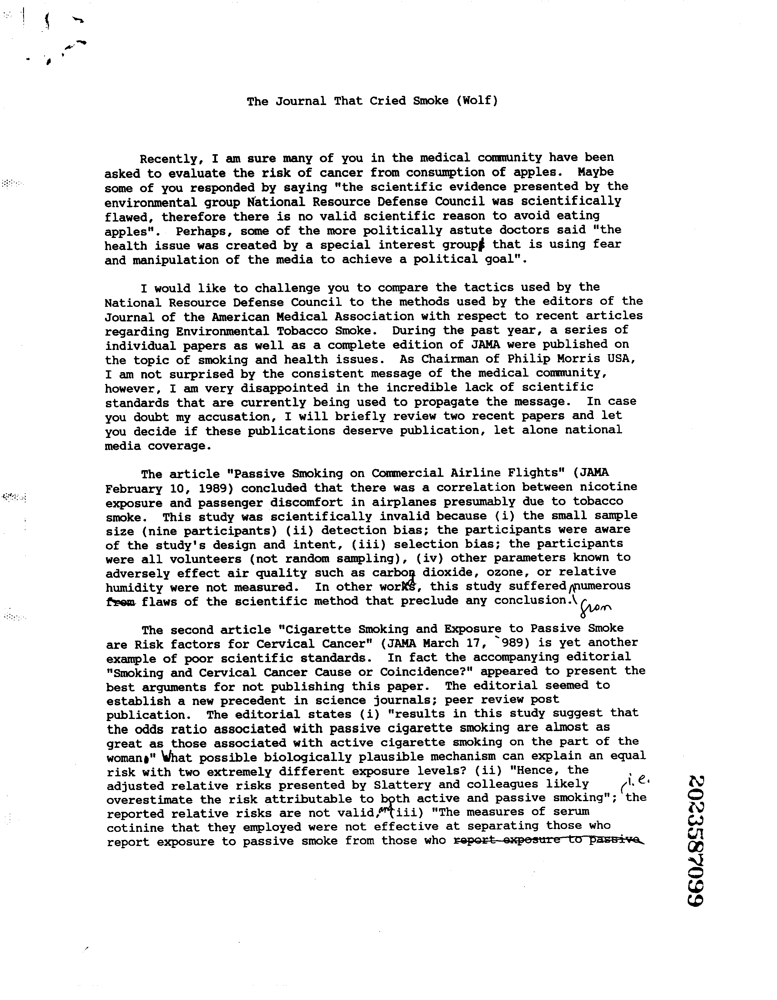 The Journal That Cried Smoke (Wolf)
Recently, I am sure many of you in the medical community have been
asked to evaluate the risk of cancer from consumption of apples. Maybe
some of you responded by saying "the scientific evidence presented by the
environmental group National Resource Defense Council was scientifically
flawed, therefore there is no valid scientific reason to avoid eating
apples". Perhaps, some of the more politically astute doctors said "the
health issue was created by a special interest group that is using fear
and manipulation of the media to achieve a political goal".
I would like to challenge you to compare the tactics used by the
National Resource Defense Council to the methods used by the editors of the
Journal of the American Medical Association with respect to recent articles
regarding Environmental Tobacco Smoke. During the past year, a series of
individual papers as well as a complete edition of JAMA were published on
the topic of smoking and health issues. As Chairman of Philip Morris USA,
I am not surprised by the consistent message of the medical community,
however, I am very disappointed in the incredible lack of scientific
standards that are currently being used to propagate the message. In case
you doubt my accusation, I will briefly review two recent papers and let
you decide if these publications deserve publication, let alone national
media coverage.
The article "Passive Smoking on Commercial Airline Flights" (JAMA
February 10, 1989) concluded that there was a correlation between nicotine
exposure and passenger discomfort in airplanes presumably due to tobacco
smoke. This study was scientifically invalid because (i) the small sample
size (nine participants) (ii) detection bias; the participants were aware
of the study's design and intent, (iii) selection bias; the participants
were all volunteers (not random sampling), (iv) other parameters known to
adversely effect air quality such as carbon dioxide, ozone, or relative
humidity were not measured. In other works, this study suffered numerous
from flaws of the scientific method that preclude any conclusion.
from
The second article "Cigarette Smoking and Exposure to Passive Smoke
are Risk factors for Cervical Cancer" (JAMA March 17, `989) is yet another
example of poor scientific standards. In fact the accompanying editorial
"Smoking and Cervical Cancer Cause or Coincidence?" appeared to present the
best arguments for not publishing this paper. The editorial seemed to
establish a new precedent in science journals; peer review post
publication. The editorial states (i) "results in this study suggest that
the odds ratio associated with passive cigarette smoking are almost as
great as those associated with active cigarette smoking on the part of the
woman." What possible biologically plausible mechanism can explain an equal
risk with two extremely different exposure levels? (ii) "Hence, the
adjusted relative risks presented by Slattery and colleagues likely i.e.
overestimate the risk attributable to both active and passive smoking"; the
reported relative risks are not valid, (iii) "The measures of serum
cotinine that they employed were not effective at separating those who
report exposure to passive smoke from those who report exposure to passive
2023587099